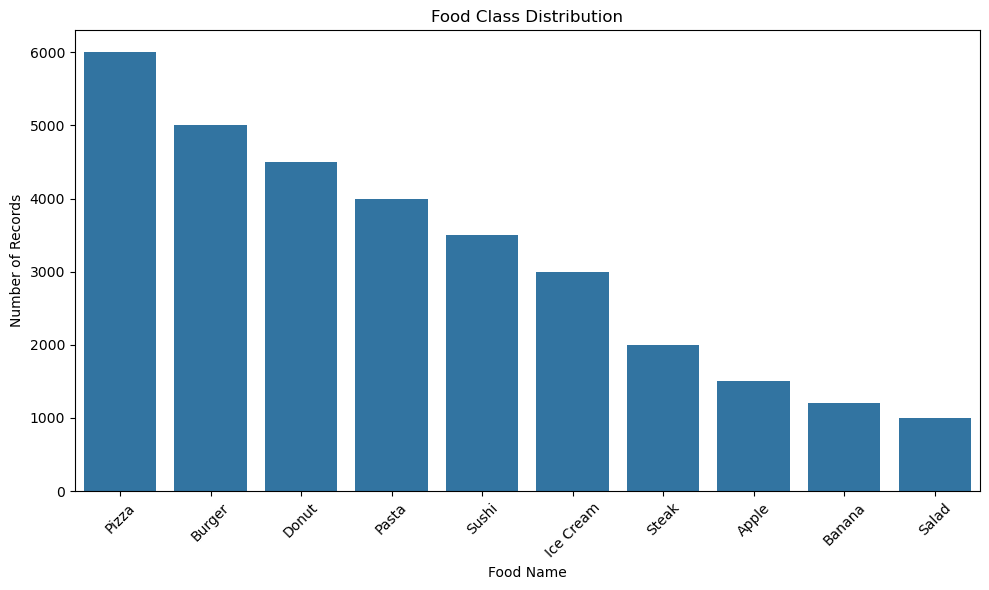 Food Class Distribution
Number of Records
6000
5000
4000
3000
2000
1000
0
Pizza
Burger
Donut
Pasta
Sushi
Ice Cream
Steak
Apple
Banana
Salad
Food Name